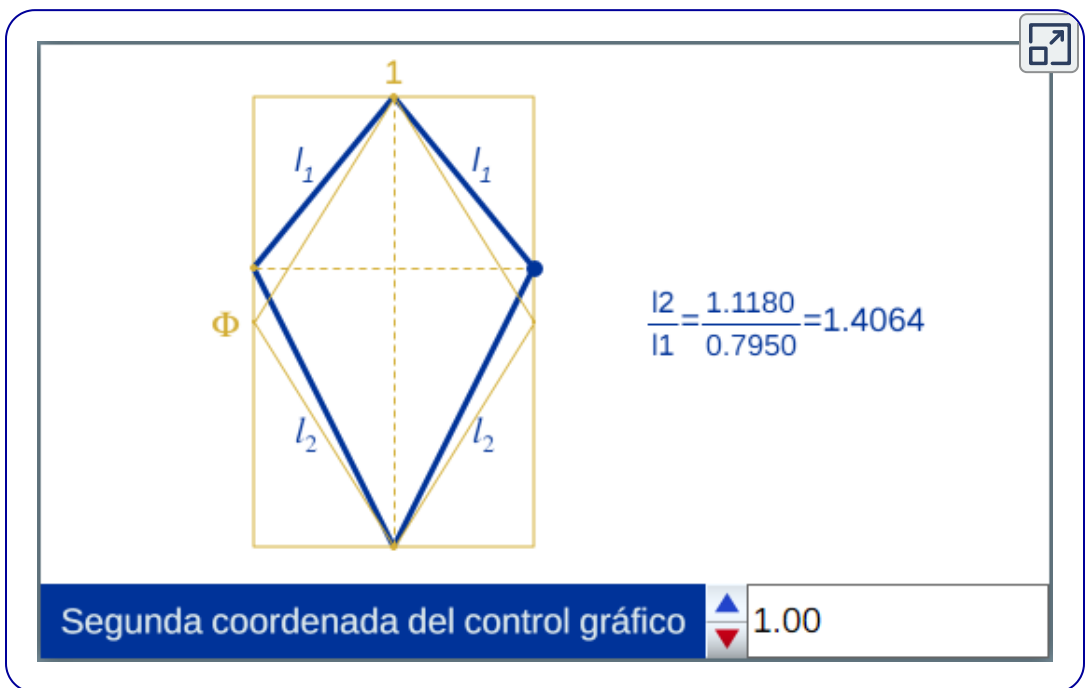 1
l1 l1
Φ
l2 l2
l2/l1=1.1180/0.7950=1.4064
Segunda coordenada del control gráfico 1.00